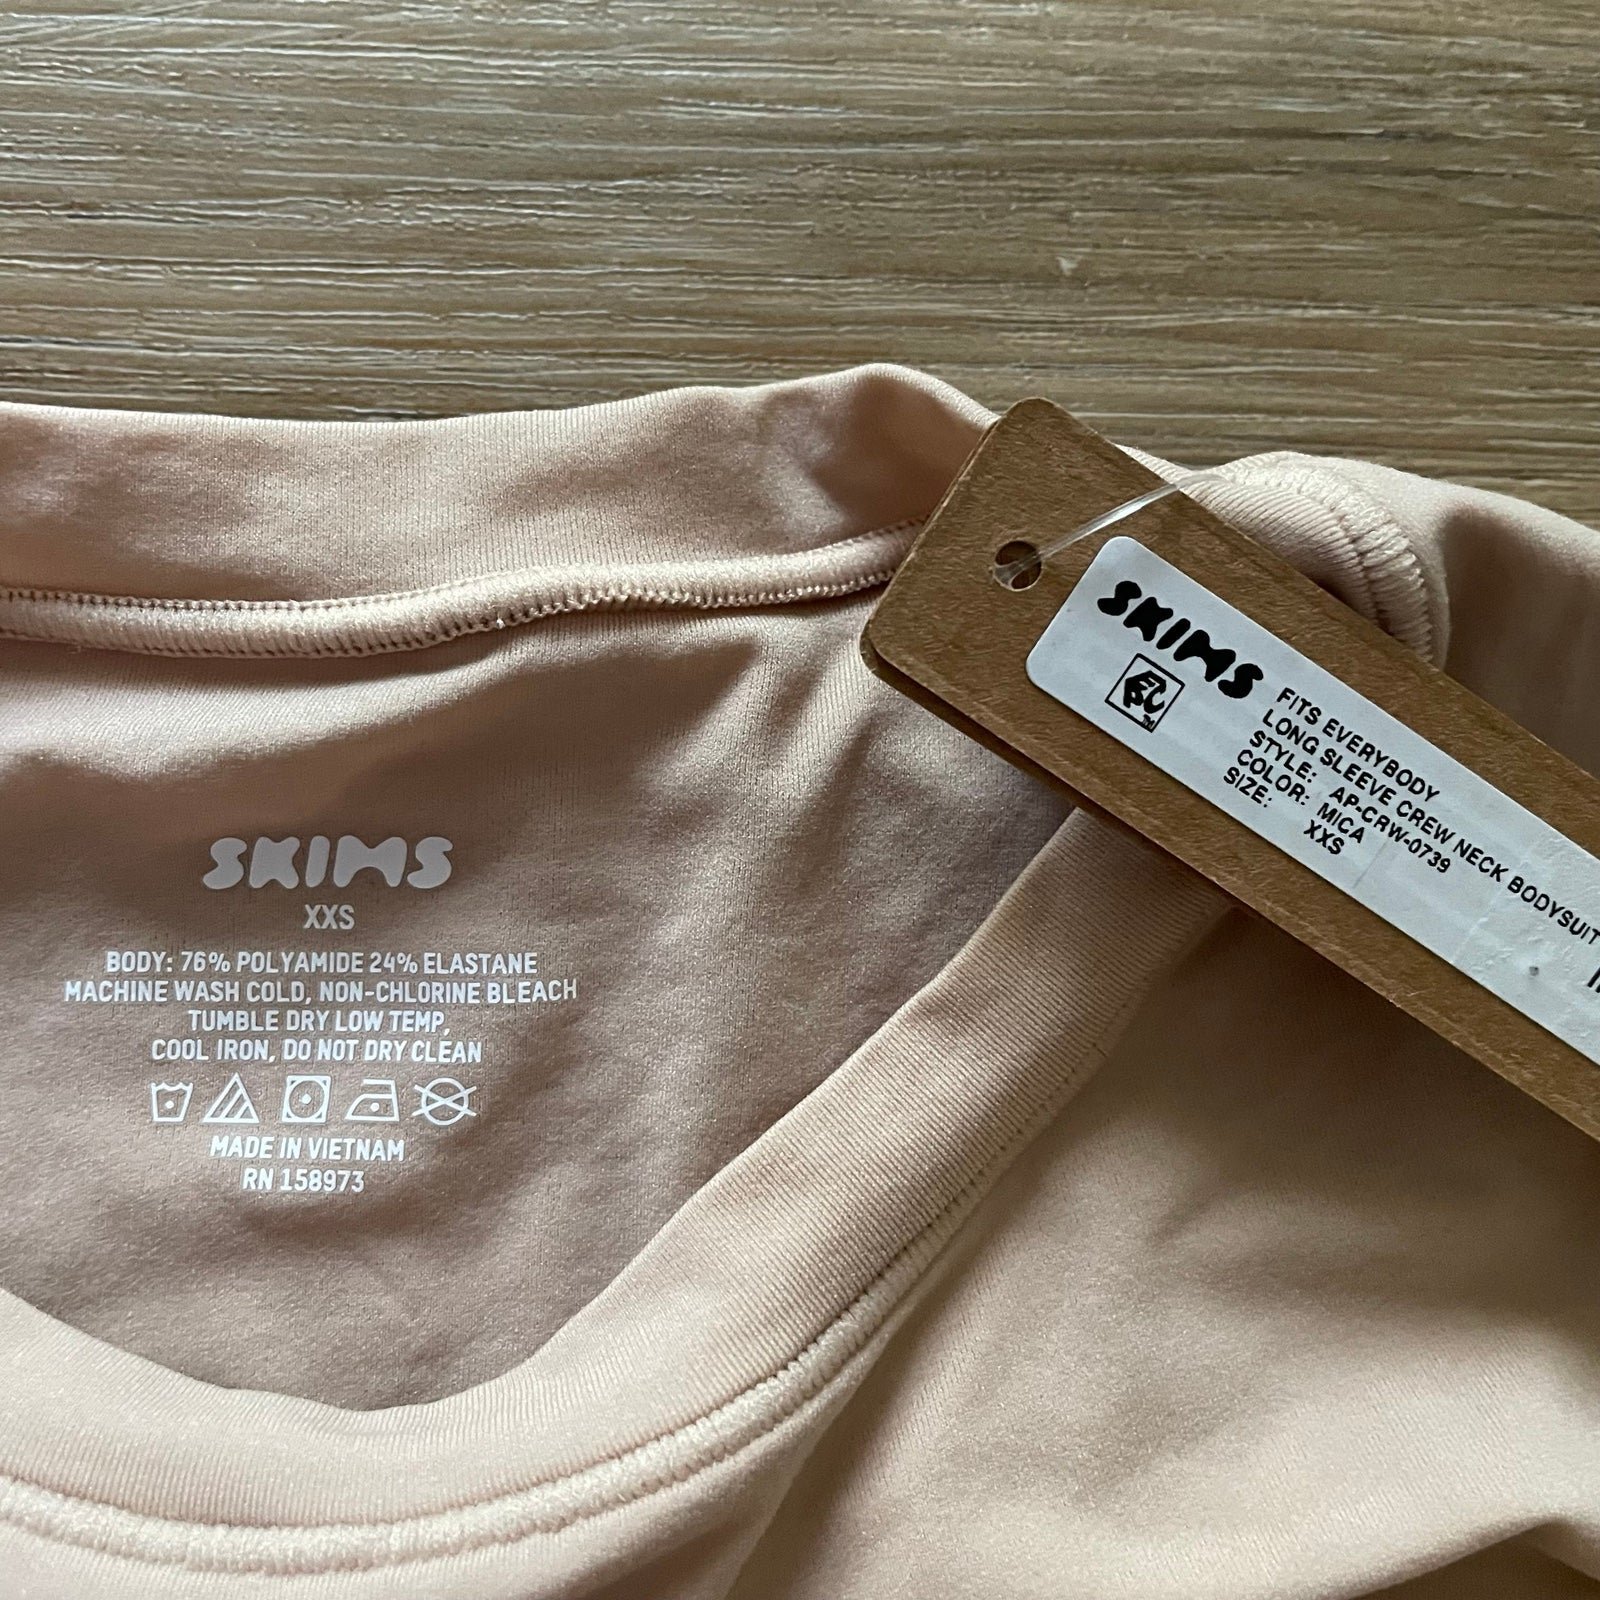 SKIMS
XXS
BODY: 76% POLYAMIDE 24% ELASTANE
MACHINE WASH COLD, NON-CHLORINE BLEACH
TUMBLE DRY LOW TEMP,
COOL IRON, DO NOT DRY CLEAN
MADE IN VIETNAM
RN 158973
SKIMS
FITS EVERYBODY
LONG SLEEVE CREW NECK BODYSUIT
STYLE: AP-CRW-0739
COLOR: MICA
SIZE: XXS